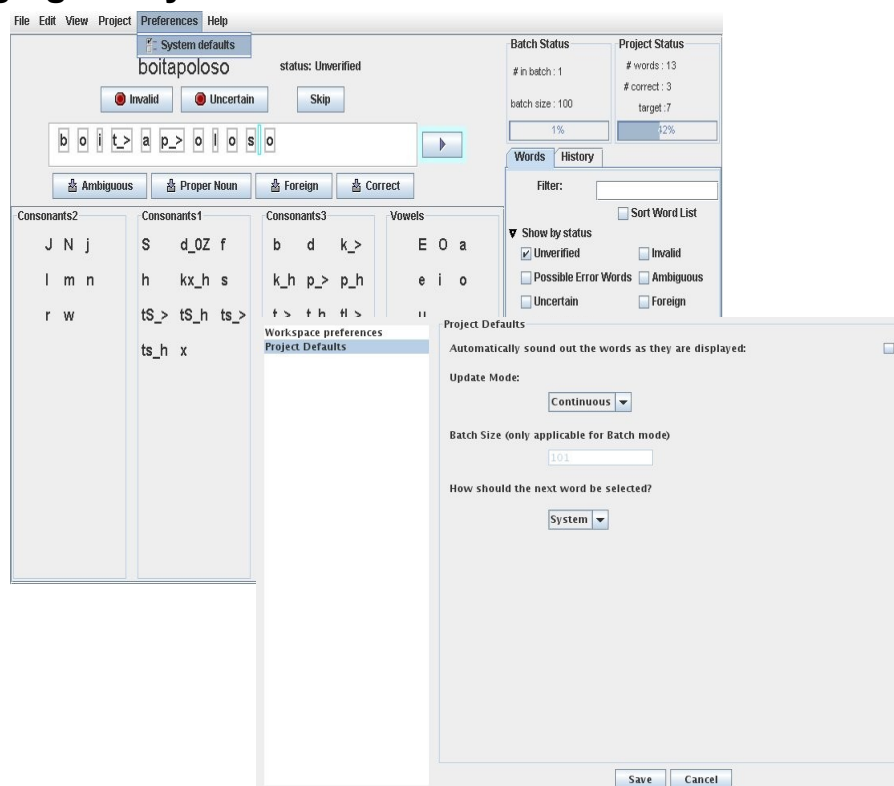 File Edit View Project Preferences Help
System defaults
boitapoloso
status: Unverified
Invalid Uncertain Skip
b o i t_> a p_> o l o s o
Ambiguous Proper Noun Foreign Correct
Consonants2
J N j
l m n
r w
Consonants1
S d_0Z f
h kx_h s
tS_> tS_h ts_>
ts_h x
Consonants3
b d k_>
k_h p_> p_h
t_> t_h tl_>
Vowels
E O a
e i o
u
Batch Status
# in batch : 1
batch size : 100
1%
Project Status
# words : 13
# correct : 3
target :7
42%
Words History
Filter:
Sort Word List
Show by status
Unverified Invalid
Possible Error Words Ambiguous
Uncertain Foreign
Workspace preferences
Project Defaults
Project Defaults
Automatically sound out the words as they are displayed:
Update Mode:
Continuous
Batch Size (only applicable for Batch mode)
101
How should the next word be selected?
System
Save Cancel